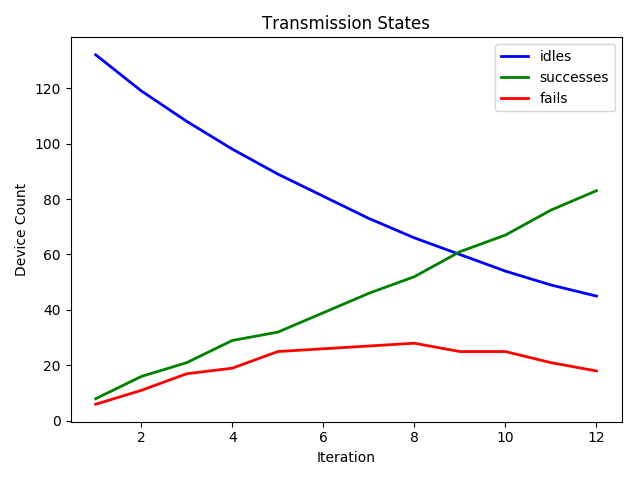 Transmission States
idles
successes
fails
Device Count
120
100
80
60
40
20
0
2 4 6 8 10 12
Iteration